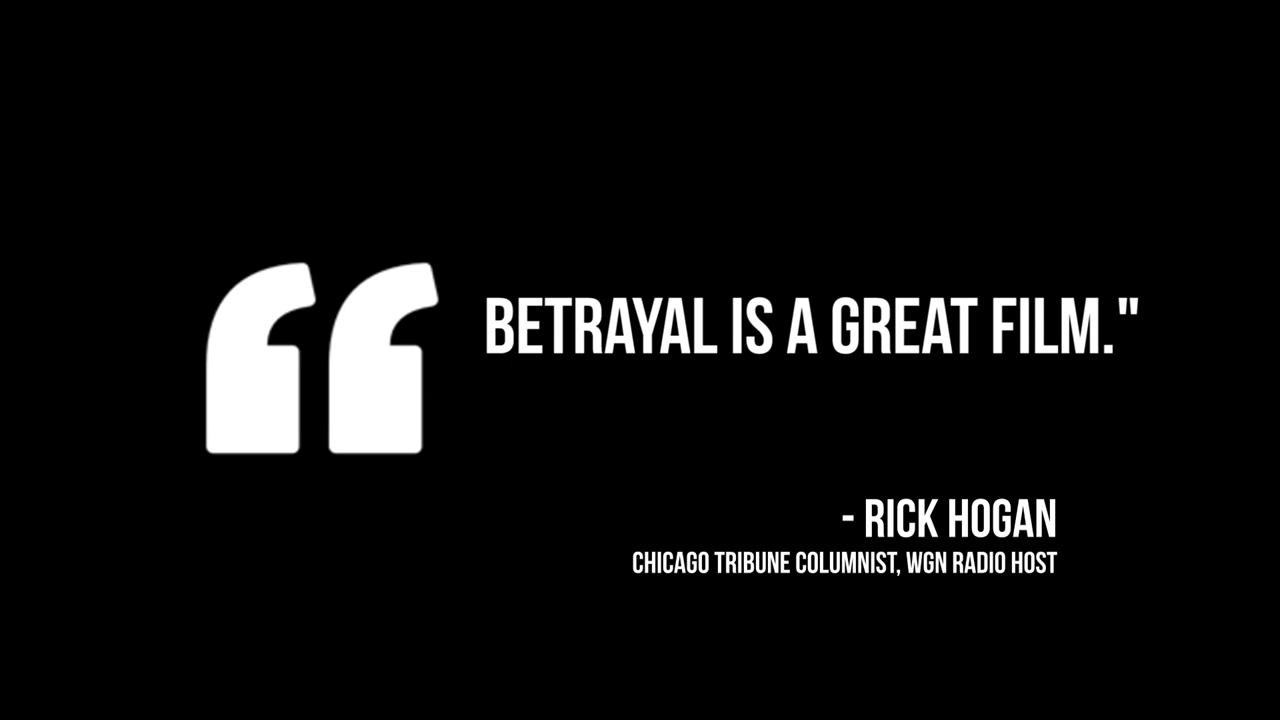 “ BETRAYAL IS A GREAT FILM."
- RICK HOGAN
CHICAGO TRIBUNE COLUMNIST, WGN RADIO HOST